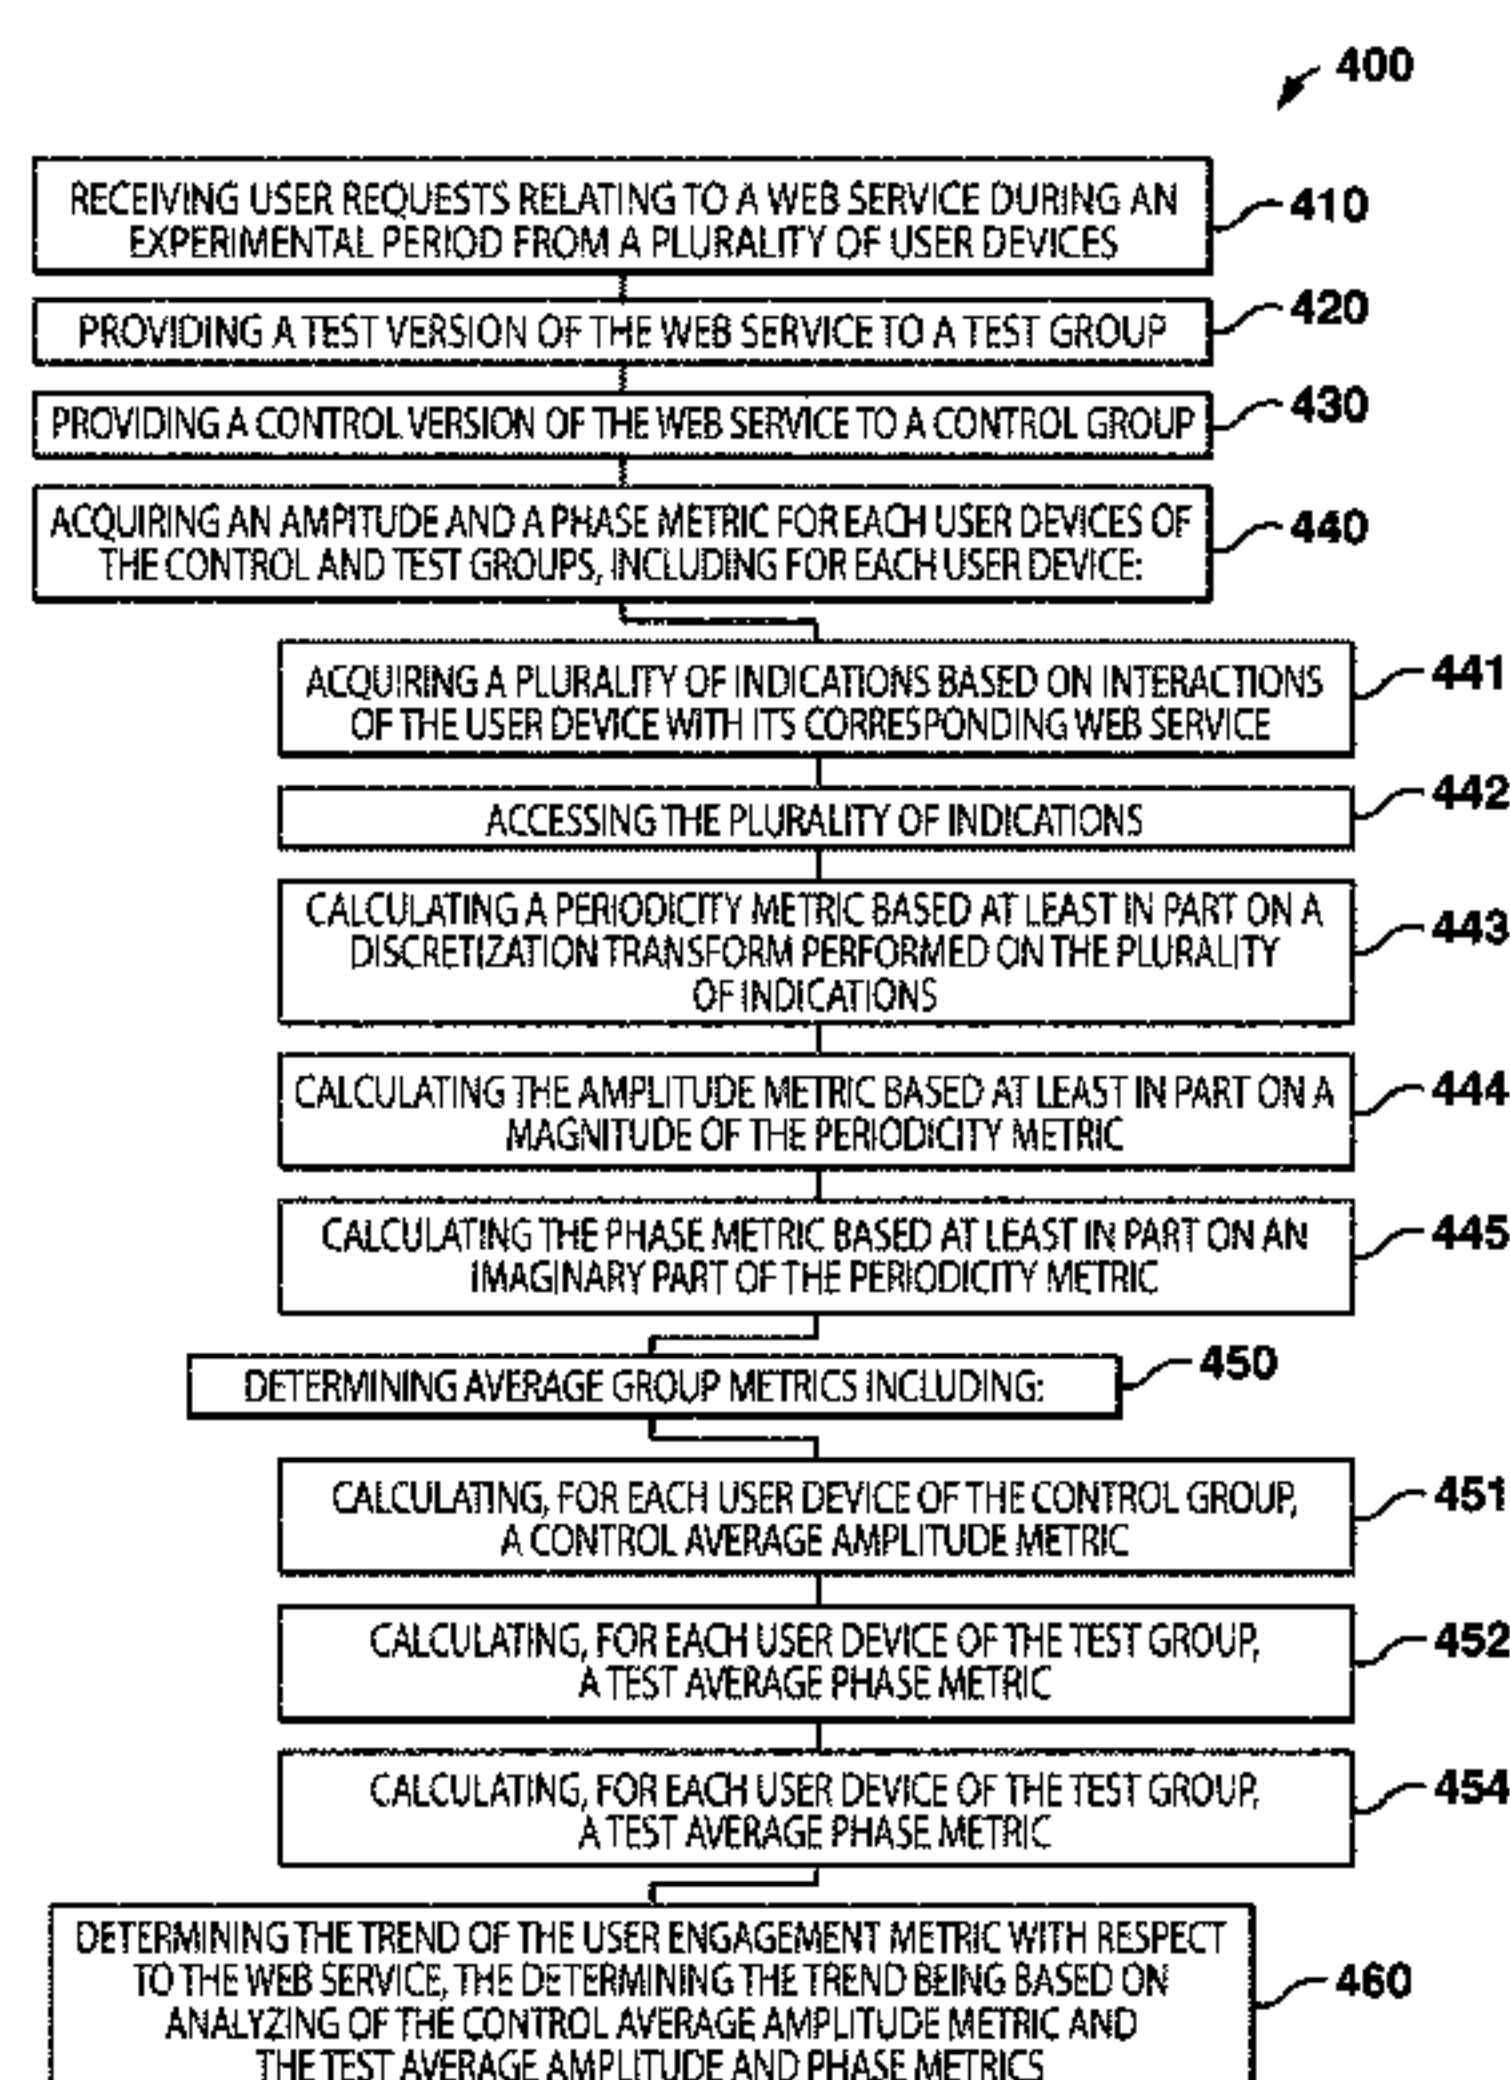 400
RECEIVING USER REQUESTS RELATING TO A WEB SERVICE DURING AN
EXPERIMENTAL PERIOD FROM A PLURALITY OF USER DEVICES
410
PROVIDING A TEST VERSION OF THE WEB SERVICE TO A TEST GROUP
420
PROVIDING A CONTROL VERSION OF THE WEB SERVICE TO A CONTROL GROUP
430
ACQUIRING AN AMPITUDE AND A PHASE METRIC FOR EACH USER DEVICES OF
THE CONTROL AND TEST GROUPS, INCLUDING FOR EACH USER DEVICE:
440
ACQUIRING A PLURALITY OF INDICATIONS BASED ON INTERACTIONS
OF THE USER DEVICE WITH ITS CORRESPONDING WEB SERVICE
441
ACCESSING THE PLURALITY OF INDICATIONS
442
CALCULATING A PERIODICITY METRIC BASED AT LEAST IN PART ON A
DISCRETIZATION TRANSFORM PERFORMED ON THE PLURALITY
OF INDICATIONS
443
CALCULATING THE AMPLITUDE METRIC BASED AT LEAST IN PART ON A
MAGNITUDE OF THE PERIODICITY METRIC
444
CALCULATING THE PHASE METRIC BASED AT LEAST IN PART ON AN
IMAGINARY PART OF THE PERIODICITY METRIC
445
DETERMINING AVERAGE GROUP METRICS INCLUDING:
450
CALCULATING, FOR EACH USER DEVICE OF THE CONTROL GROUP,
A CONTROL AVERAGE AMPLITUDE METRIC
451
CALCULATING, FOR EACH USER DEVICE OF THE TEST GROUP,
A TEST AVERAGE PHASE METRIC
452
CALCULATING, FOR EACH USER DEVICE OF THE TEST GROUP,
A TEST AVERAGE PHASE METRIC
454
DETERMINING THE TREND OF THE USER ENGAGEMENT METRIC WITH RESPECT
TO THE WEB SERVICE, THE DETERMINING THE TREND BEING BASED ON
ANALYZING OF THE CONTROL AVERAGE AMPLITUDE METRIC AND
THE TEST AVERAGE AMPLITUDE AND PHASE METRICS
460